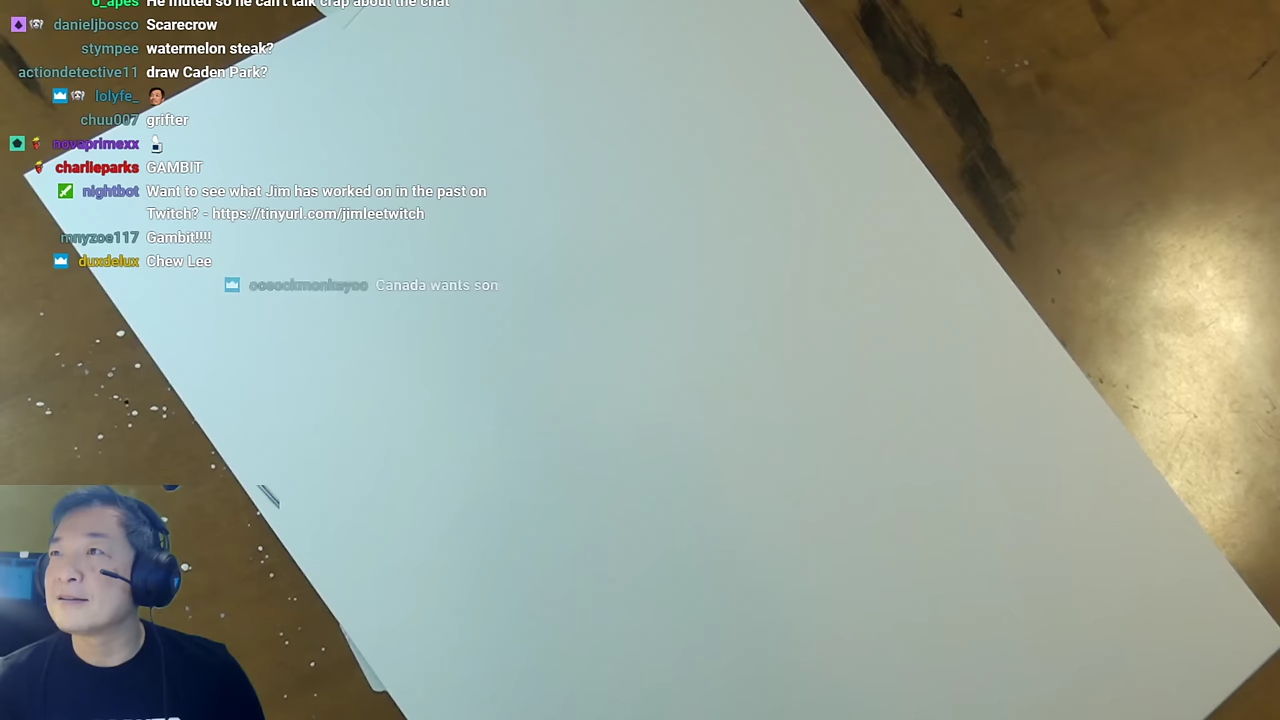 o_apes He muted so he can't talk crap about the chat
danieljbosco Scarecrow
stympee watermelon steak?
actiondetective11 draw Caden Park?
lolyfe_
chuu007 grifter
novaprimexx
charlieparks GAMBIT
nightbot Want to see what Jim has worked on in the past on
Twitch? - https://tinyurl.com/jimleetwitch
mnyzoe117 Gambit!!!!
duxdelux Chew Lee
oosockmonkeyoo Canada wants son